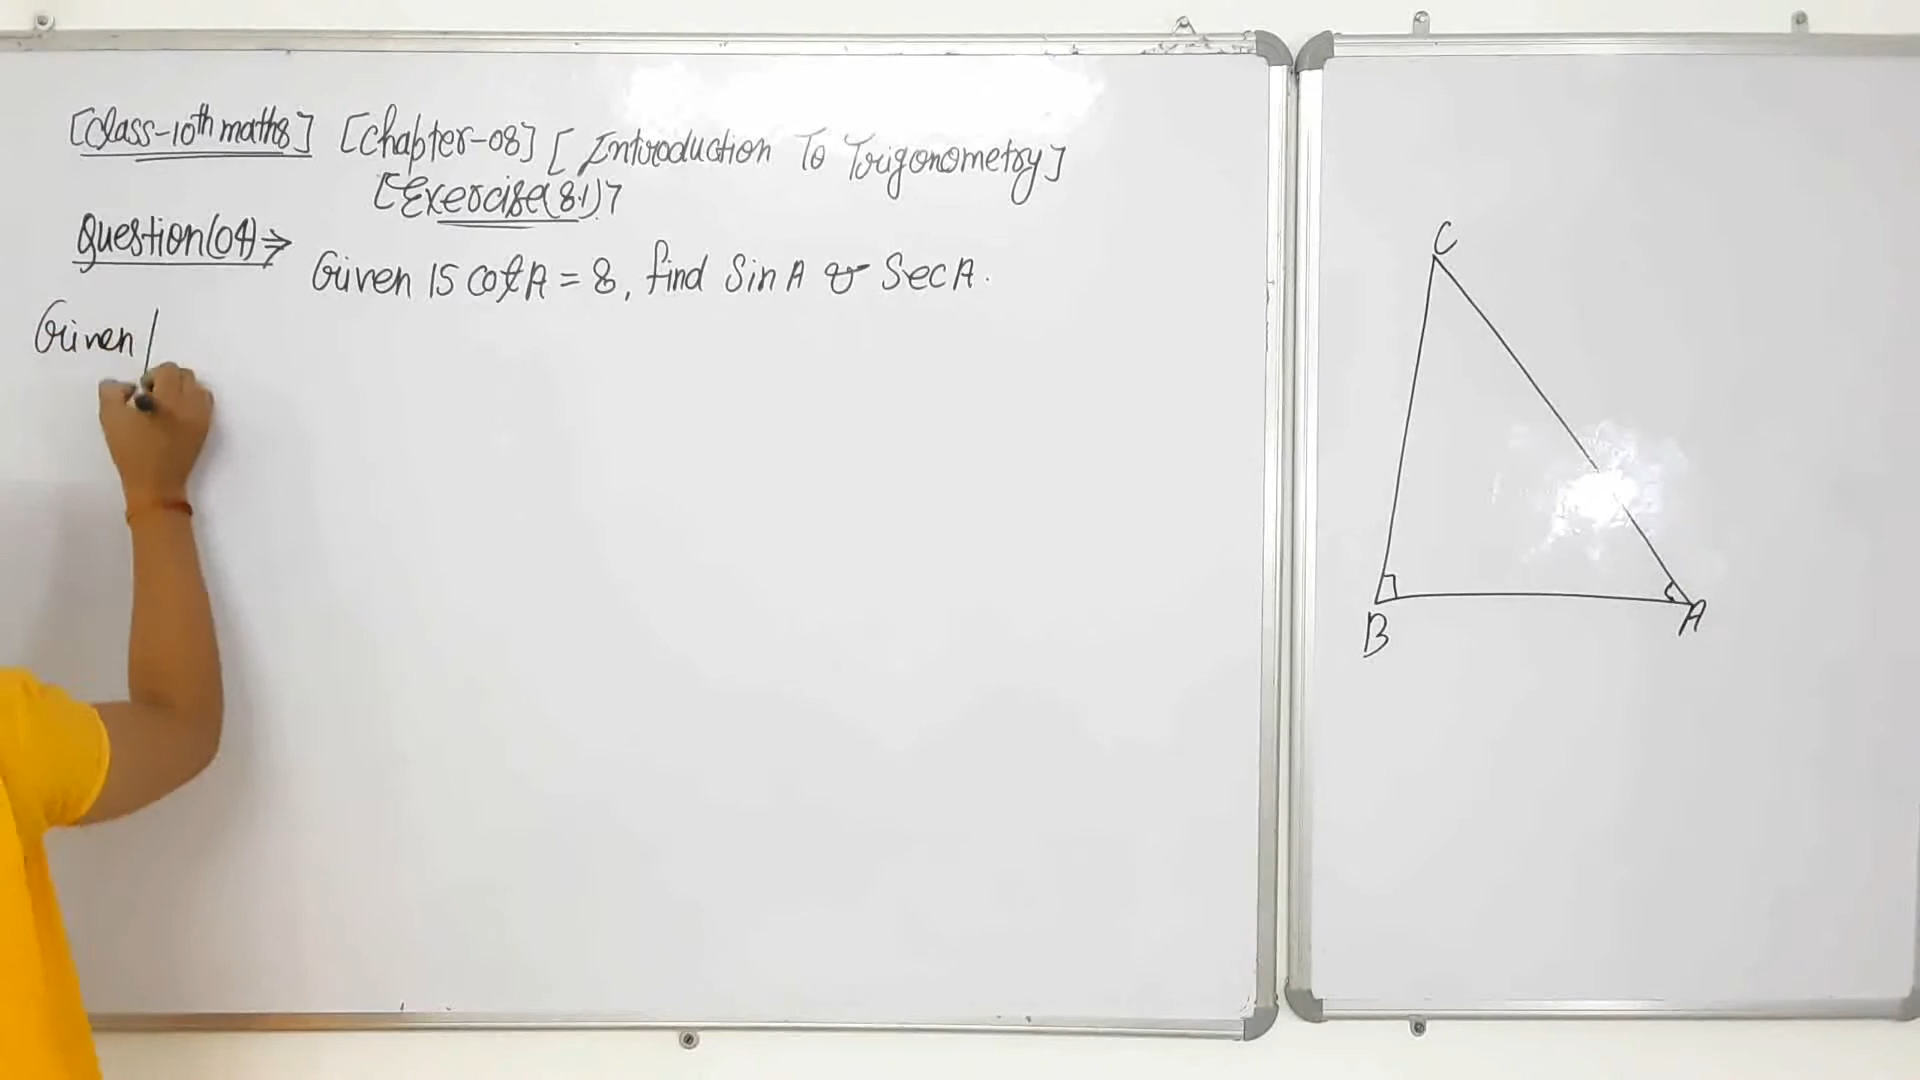 [Class-10th maths] [Chapter-08] [Introduction To Trigonometry]
[Exercise(8.1)]
Question(04)⇒ Given 15 cot A = 8, find Sin A & Sec A.
Given
C
B
A